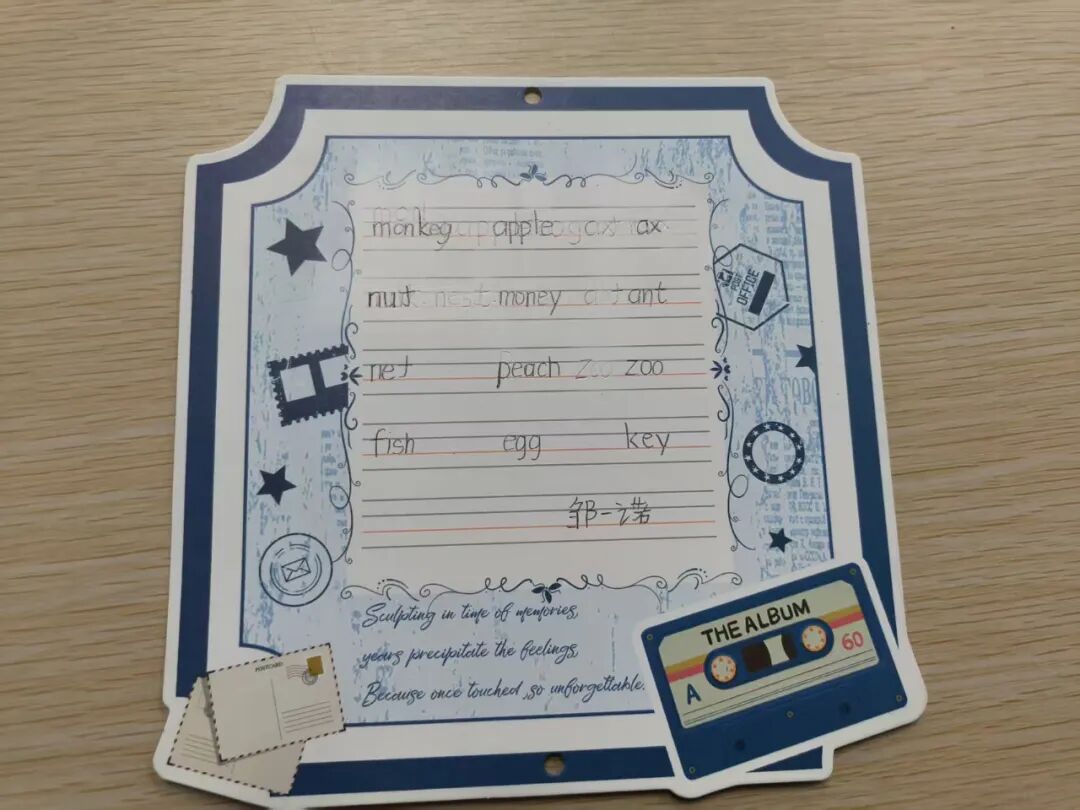 monkey apple ax
nut money ant
net peach zoo zoo
fish egg key
邹一诺
Sculpting in time of memories,
years precipitate the feelings,
Because once touched, so unforgettable.
POST OFFICE
POSTCARD
THE ALBUM
A
60